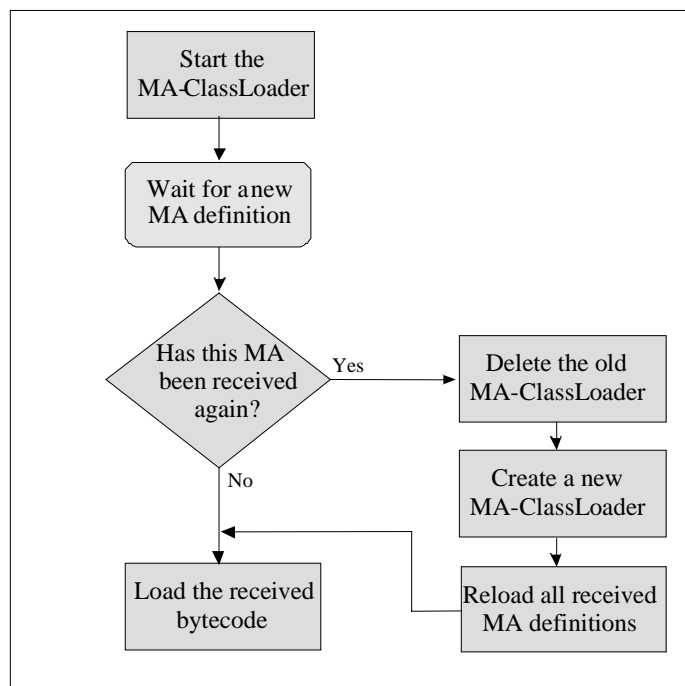 Start the
MA-ClassLoader
Wait for a new
MA definition
Has this MA
been received
again?
Yes
No
Delete the old
MA-ClassLoader
Create a new
MA-ClassLoader
Reload all received
MA definitions
Load the received
bytecode